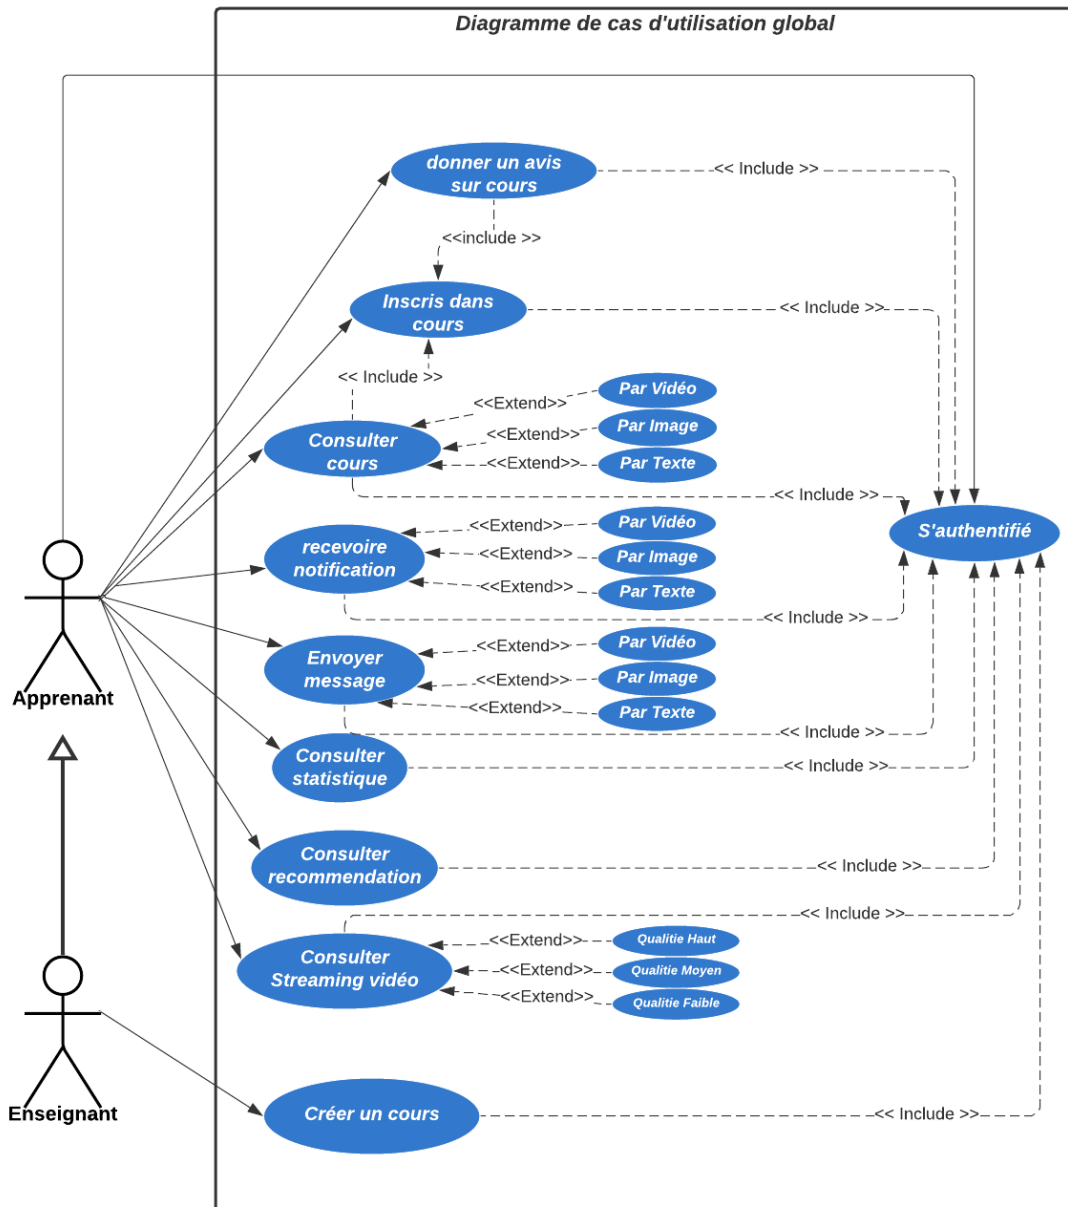 Diagramme de cas d'utilisation global
donner un avis
sur cours
<< Include >>
<<include >>
Inscris dans
cours
<< Include >>
<< Include >>
Par Vidéo
<<Extend>>
Par Image
<<Extend>>
Consulter
cours
<<Extend>>
Par Texte
<< Include >>
S'authentifié
Par Vidéo
<<Extend>>
recevoire
notification
<<Extend>>
Par Image
<<Extend>>
Par Texte
<< Include >>
Apprenant
Envoyer
message
<<Extend>>
Par Vidéo
<<Extend>>
Par Image
<<Extend>>
Par Texte
<< Include >>
Consulter
statistique
<< Include >>
Consulter
recommendation
<< Include >>
<< Include >>
Consulter
Streaming vidéo
<<Extend>>
Qualitie Haut
<<Extend>>
Qualitie Moyen
<<Extend>>
Qualitie Faible
Enseignant
Créer un cours
<< Include >>